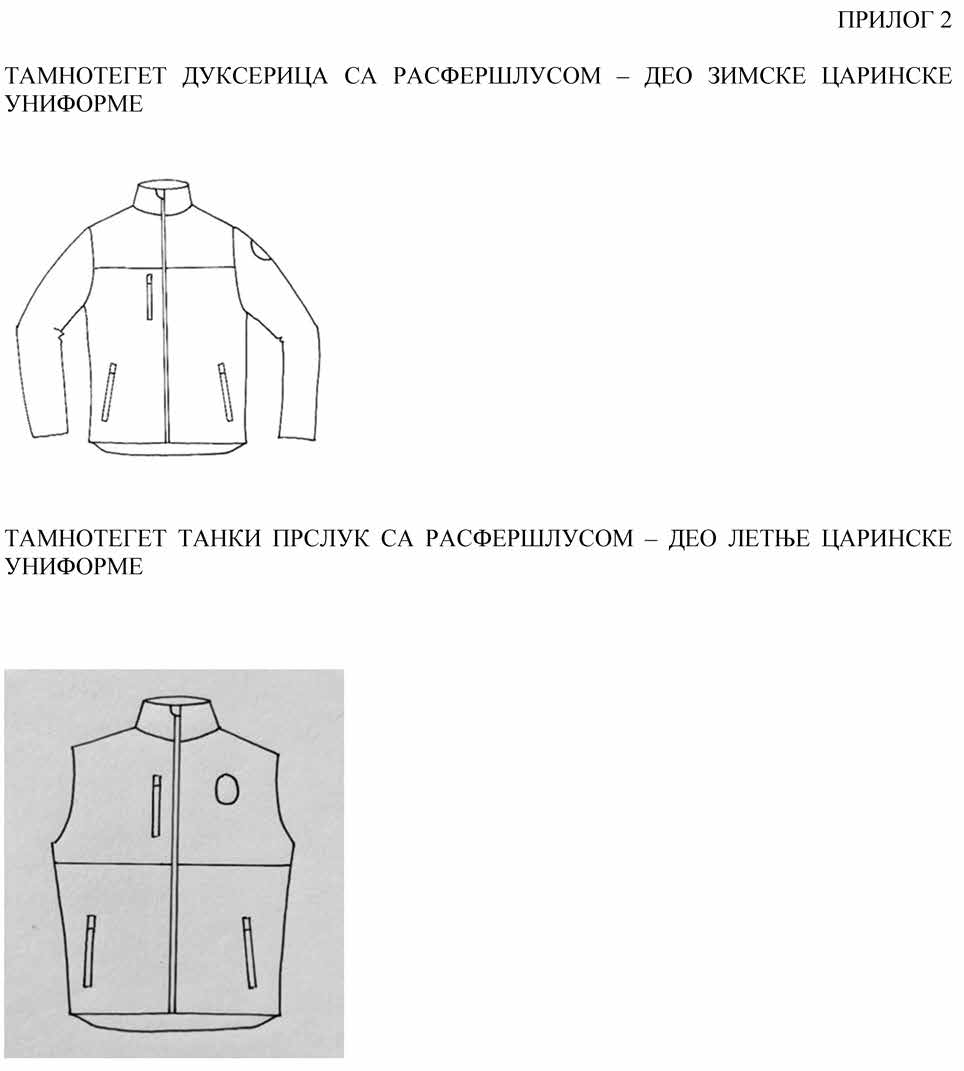 ПРИЛОГ 2
ТАМНОТЕГЕТ ДУКСЕРИЦА СА РАСФЕРШЛУСОМ – ДЕО ЗИМСКЕ ЦАРИНСКЕ
УНИФОРМЕ
ТАМНОТЕГЕТ ТАНКИ ПРСЛУК СА РАСФЕРШЛУСОМ – ДЕО ЛЕТЊЕ ЦАРИНСКЕ
УНИФОРМЕ